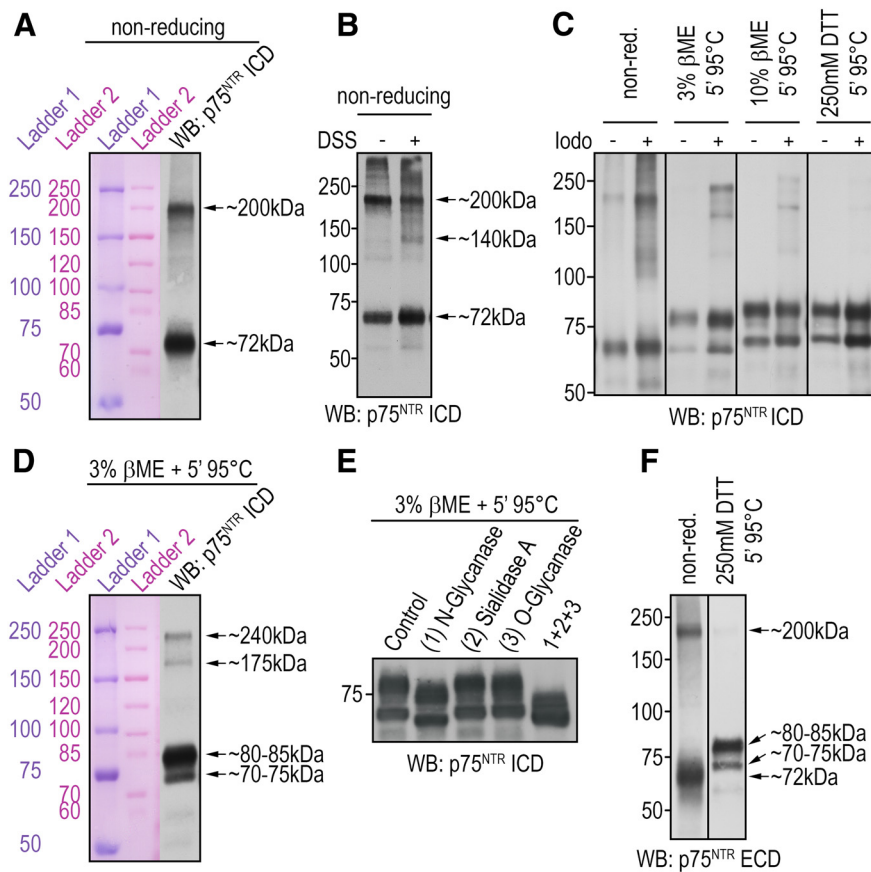 A
non-reducing
Ladder 1
Ladder 2
Ladder 1
Ladder 2
WB: p75NTR ICD
250 250
200
150 150
120
100 100
85
75
70
60
50
~200kDa
~72kDa
B
non-reducing
DSS - +
250
150
100
75
50
~200kDa
~140kDa
~72kDa
WB: p75NTR ICD
C
non-red.
3% βME
5' 95°C
10% βME
5' 95°C
250mM DTT
5' 95°C
Iodo - + - + - + - +
250
150
100
75
50
WB: p75NTR ICD
D
3% βME + 5' 95°C
Ladder 1
Ladder 2
Ladder 1
Ladder 2
WB: p75NTR ICD
250 250
200
150 150
120
100 100
85
75
70
60
50
~240kDa
~175kDa
~80-85kDa
~70-75kDa
E
3% βME + 5' 95°C
Control
(1) N-Glycanase
(2) Sialidase A
(3) O-Glycanase
1+2+3
75
WB: p75NTR ICD
F
non-red.
250mM DTT
5' 95°C
250
150
100
75
50
~200kDa
~80-85kDa
~70-75kDa
~72kDa
WB: p75NTR ECD